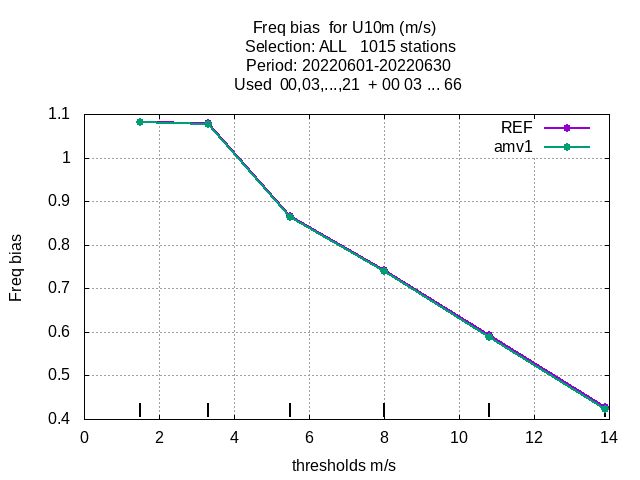 Freq bias  for U10m (m/s)
Selection: ALL   1015 stations
Period: 20220601-20220630
Used  00,03,...,21  + 00 03 ... 66
REF
amv1
Freq bias
1.1
1
0.9
0.8
0.7
0.6
0.5
0.4
0 2 4 6 8 10 12 14
thresholds m/s